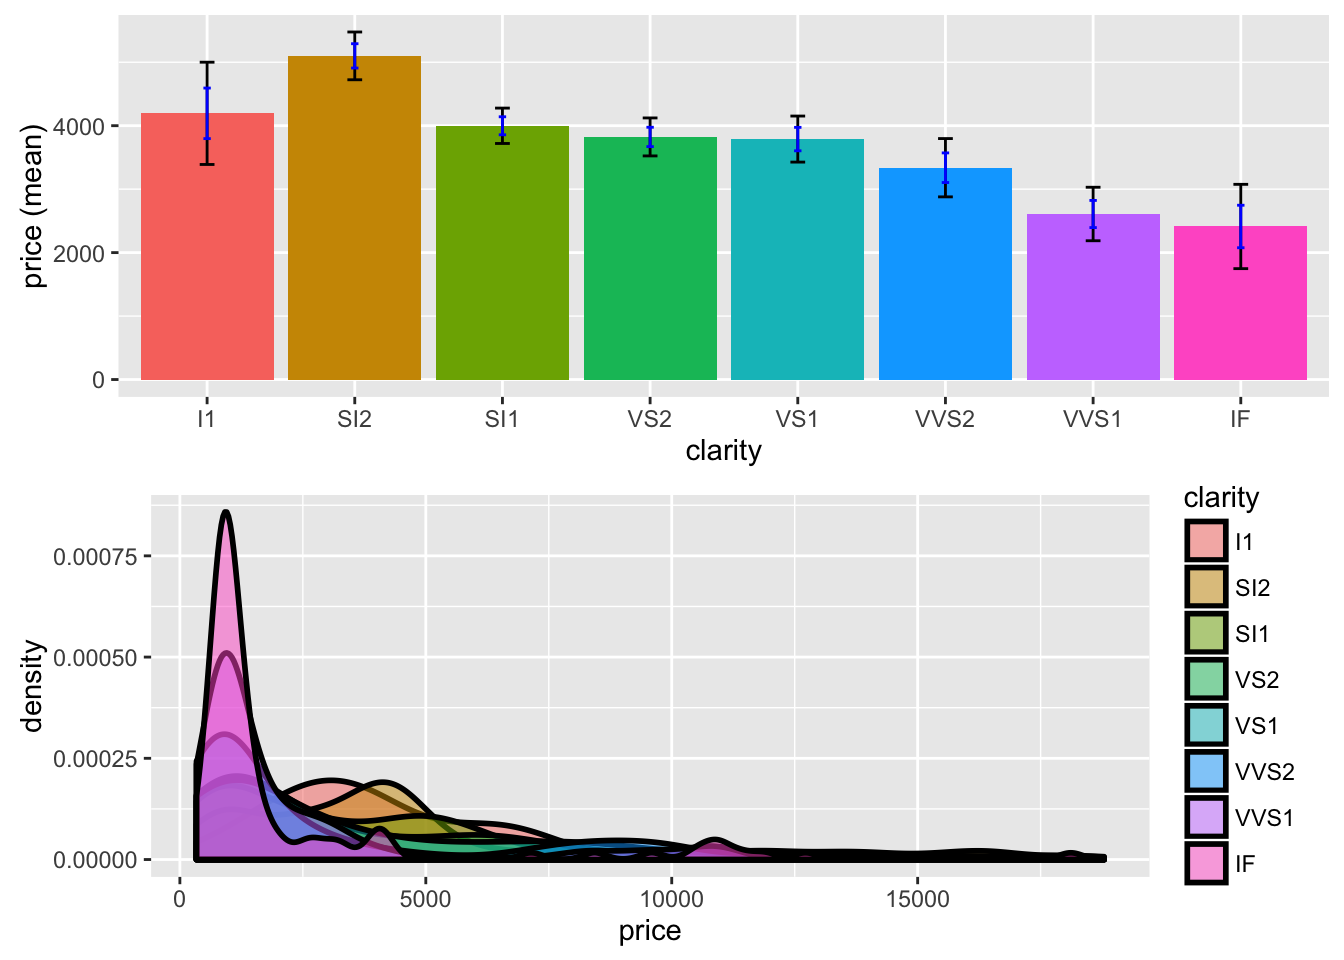 price (mean)
4000
2000
0
I1 SI2 SI1 VS2 VS1 VVS2 VVS1 IF
clarity
density
0.00075
0.00050
0.00025
0.00000
0 5000 10000 15000
price
clarity
I1
SI2
SI1
VS2
VS1
VVS2
VVS1
IF